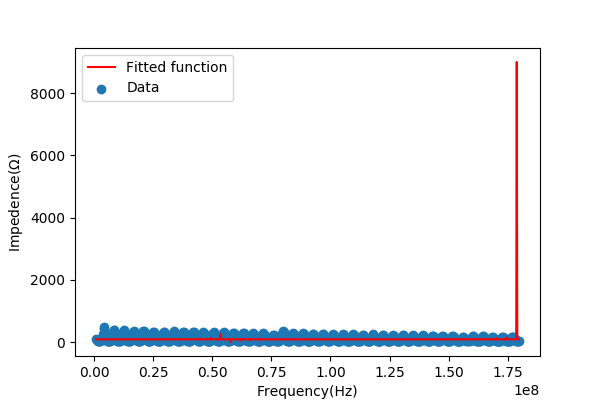 Fitted function
Data
8000
6000
4000
2000
0
Impedence(Ω)
0.00 0.25 0.50 0.75 1.00 1.25 1.50 1.75
1e8
Frequency(Hz)